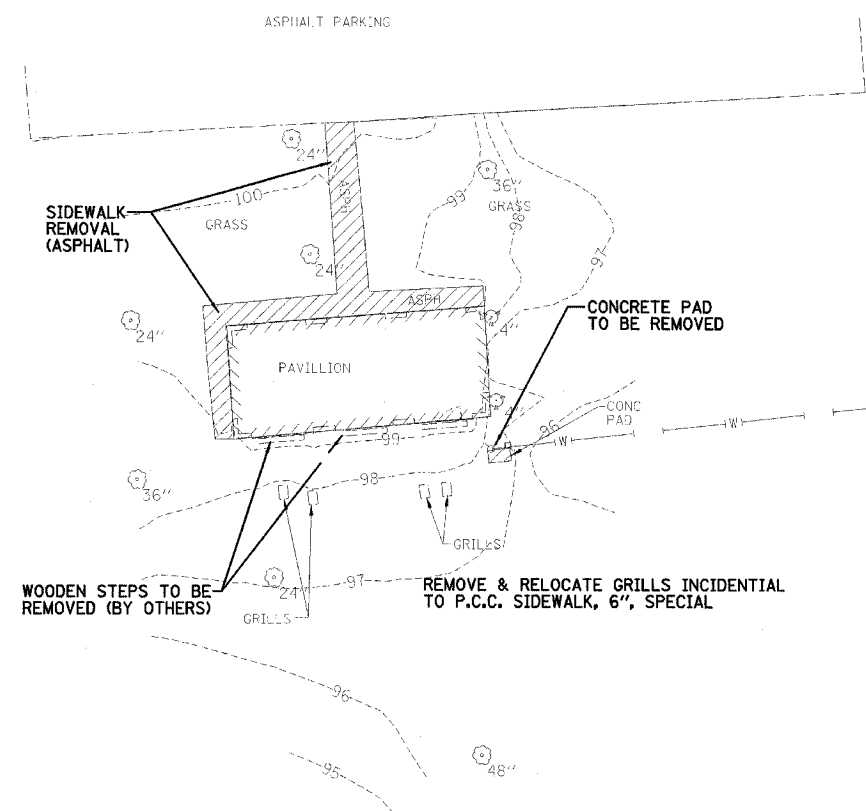 ASPHALT PARKING
24"
36"
100
99
GRASS
SIDEWALK
REMOVAL
(ASPHALT)
GRASS
ASPH
98
97
24"
ASPH
CONCRETE PAD
TO BE REMOVED
24"
4"
PAVILLION
4"
CONC
PAD
96
W
W
99
98
36"
GRILLS
97
24"
WOODEN STEPS TO BE
REMOVED (BY OTHERS)
REMOVE & RELOCATE GRILLS INCIDENTIAL
TO P.C.C. SIDEWALK, 6", SPECIAL
GRILLS
96
95
48"